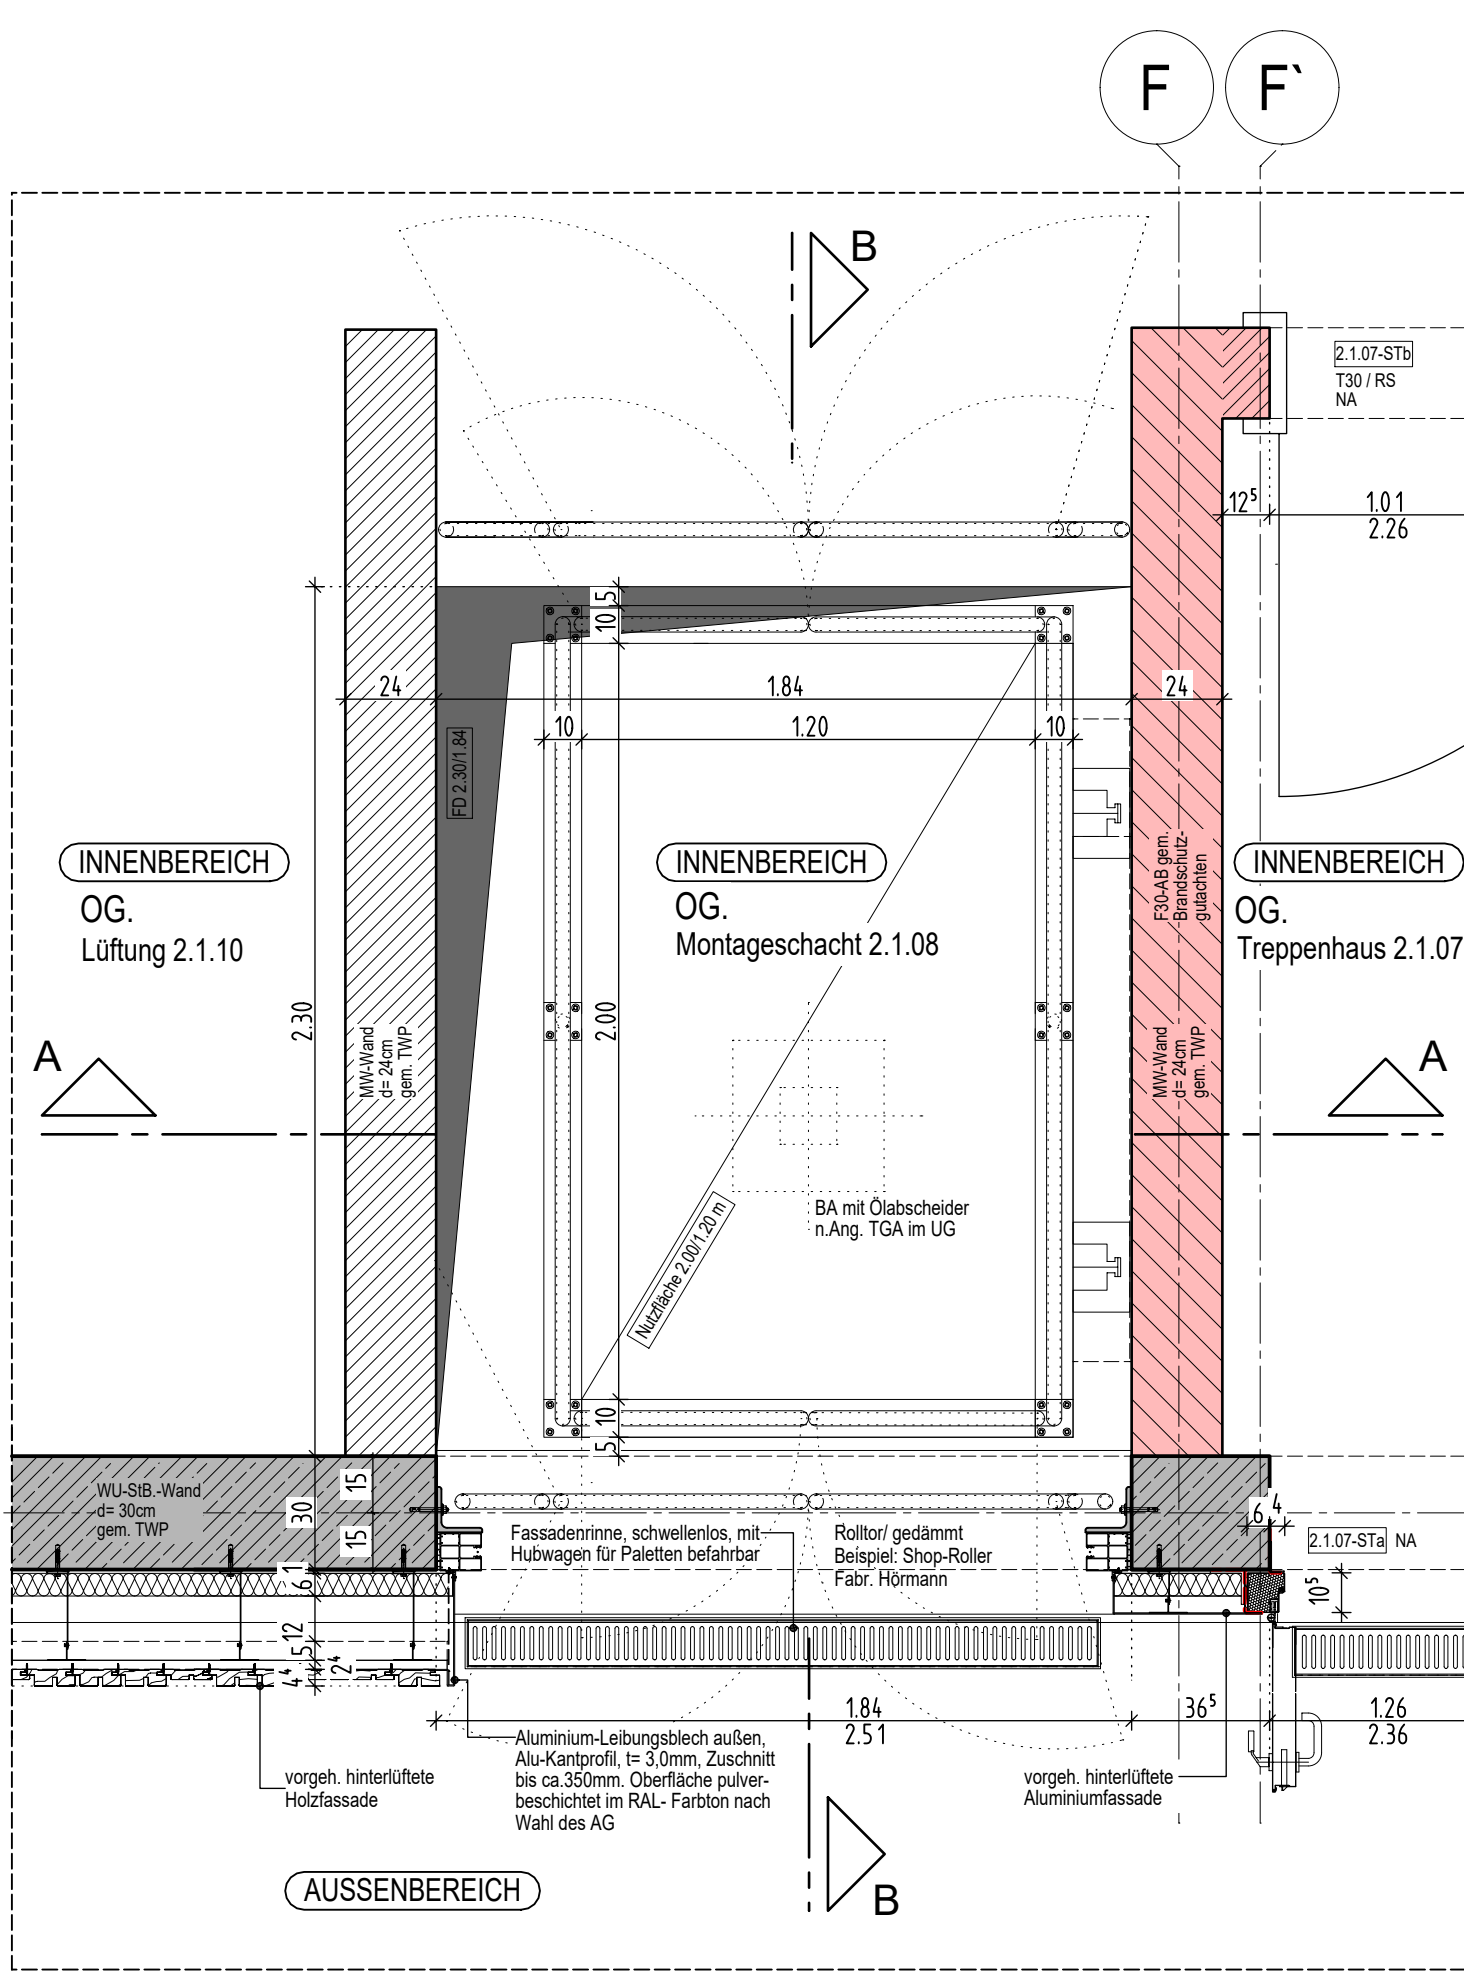 F
F`
B
2.1.07-STb
T30 / RS
NA
12⁵
1.01
2.26
5
10
24
1.84
24
10
1.20
10
FD 2.30/1.84
INNENBEREICH
OG.
Lüftung 2.1.10
INNENBEREICH
OG.
Montageschacht 2.1.08
F30-AB gem.
Brandschutz-
gutachten
INNENBEREICH
OG.
Treppenhaus 2.1.07
2.30
2.00
MW-Wand
d= 24cm
gem. TWP
MW-Wand
d= 24cm
gem. TWP
A
A
Nutzfläche 2.00/1.20 m
BA mit Ölabscheider
n.Ang. TGA im UG
10
5
WU-StB.-Wand
d= 30cm
gem. TWP
30
15
15
6
4
2.1.07-STa
NA
Fassadenrinne, schwellenlos, mit
Hubwagen für Paletten befahrbar
Rolltor/ gedämmt
Beispiel: Shop-Roller
Fabr. Hörmann
1
6
10⁵
12
5
2⁴
4⁴
1.84
2.51
36⁵
1.26
2.36
Aluminium-Leibungsblech außen,
Alu-Kantprofil, t= 3,0mm, Zuschnitt
bis ca.350mm. Oberfläche pulver-
beschichtet im RAL- Farbton nach
Wahl des AG
vorgeh. hinterlüftete
Holzfassade
vorgeh. hinterlüftete
Aluminiumfassade
AUSSENBEREICH
B